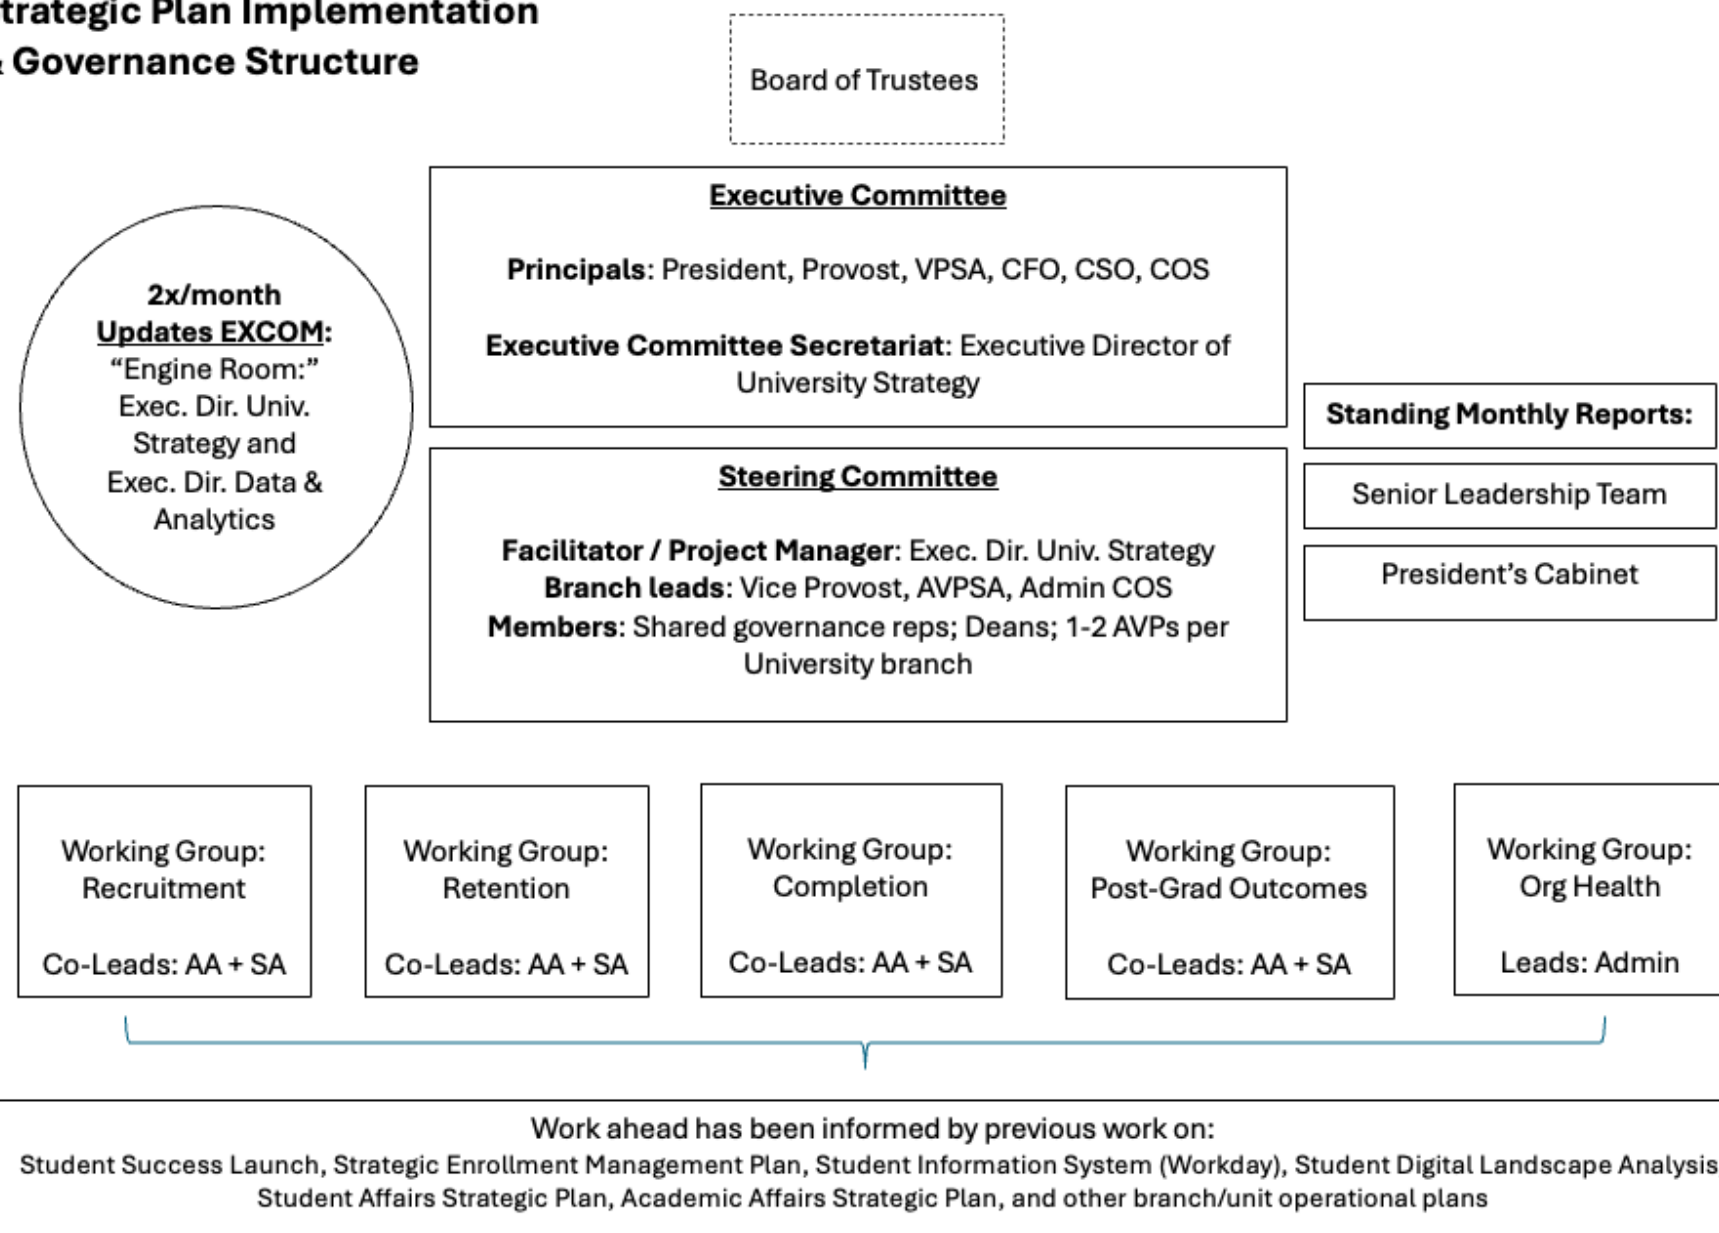 trategic Plan Implementation
& Governance Structure
Board of Trustees
Executive Committee
Principals: President, Provost, VPSA, CFO, CSO, COS
Executive Committee Secretariat: Executive Director of
University Strategy
2x/month
Updates EXCOM:
“Engine Room:”
Exec. Dir. Univ.
Strategy and
Exec. Dir. Data &
Analytics
Steering Committee
Facilitator / Project Manager: Exec. Dir. Univ. Strategy
Branch leads: Vice Provost, AVPSA, Admin COS
Members: Shared governance reps; Deans; 1-2 AVPs per
University branch
Standing Monthly Reports:
Senior Leadership Team
President’s Cabinet
Working Group:
Recruitment
Co-Leads: AA + SA
Working Group:
Retention
Co-Leads: AA + SA
Working Group:
Completion
Co-Leads: AA + SA
Working Group:
Post-Grad Outcomes
Co-Leads: AA + SA
Working Group:
Org Health
Leads: Admin
Work ahead has been informed by previous work on:
Student Success Launch, Strategic Enrollment Management Plan, Student Information System (Workday), Student Digital Landscape Analysis,
Student Affairs Strategic Plan, Academic Affairs Strategic Plan, and other branch/unit operational plans